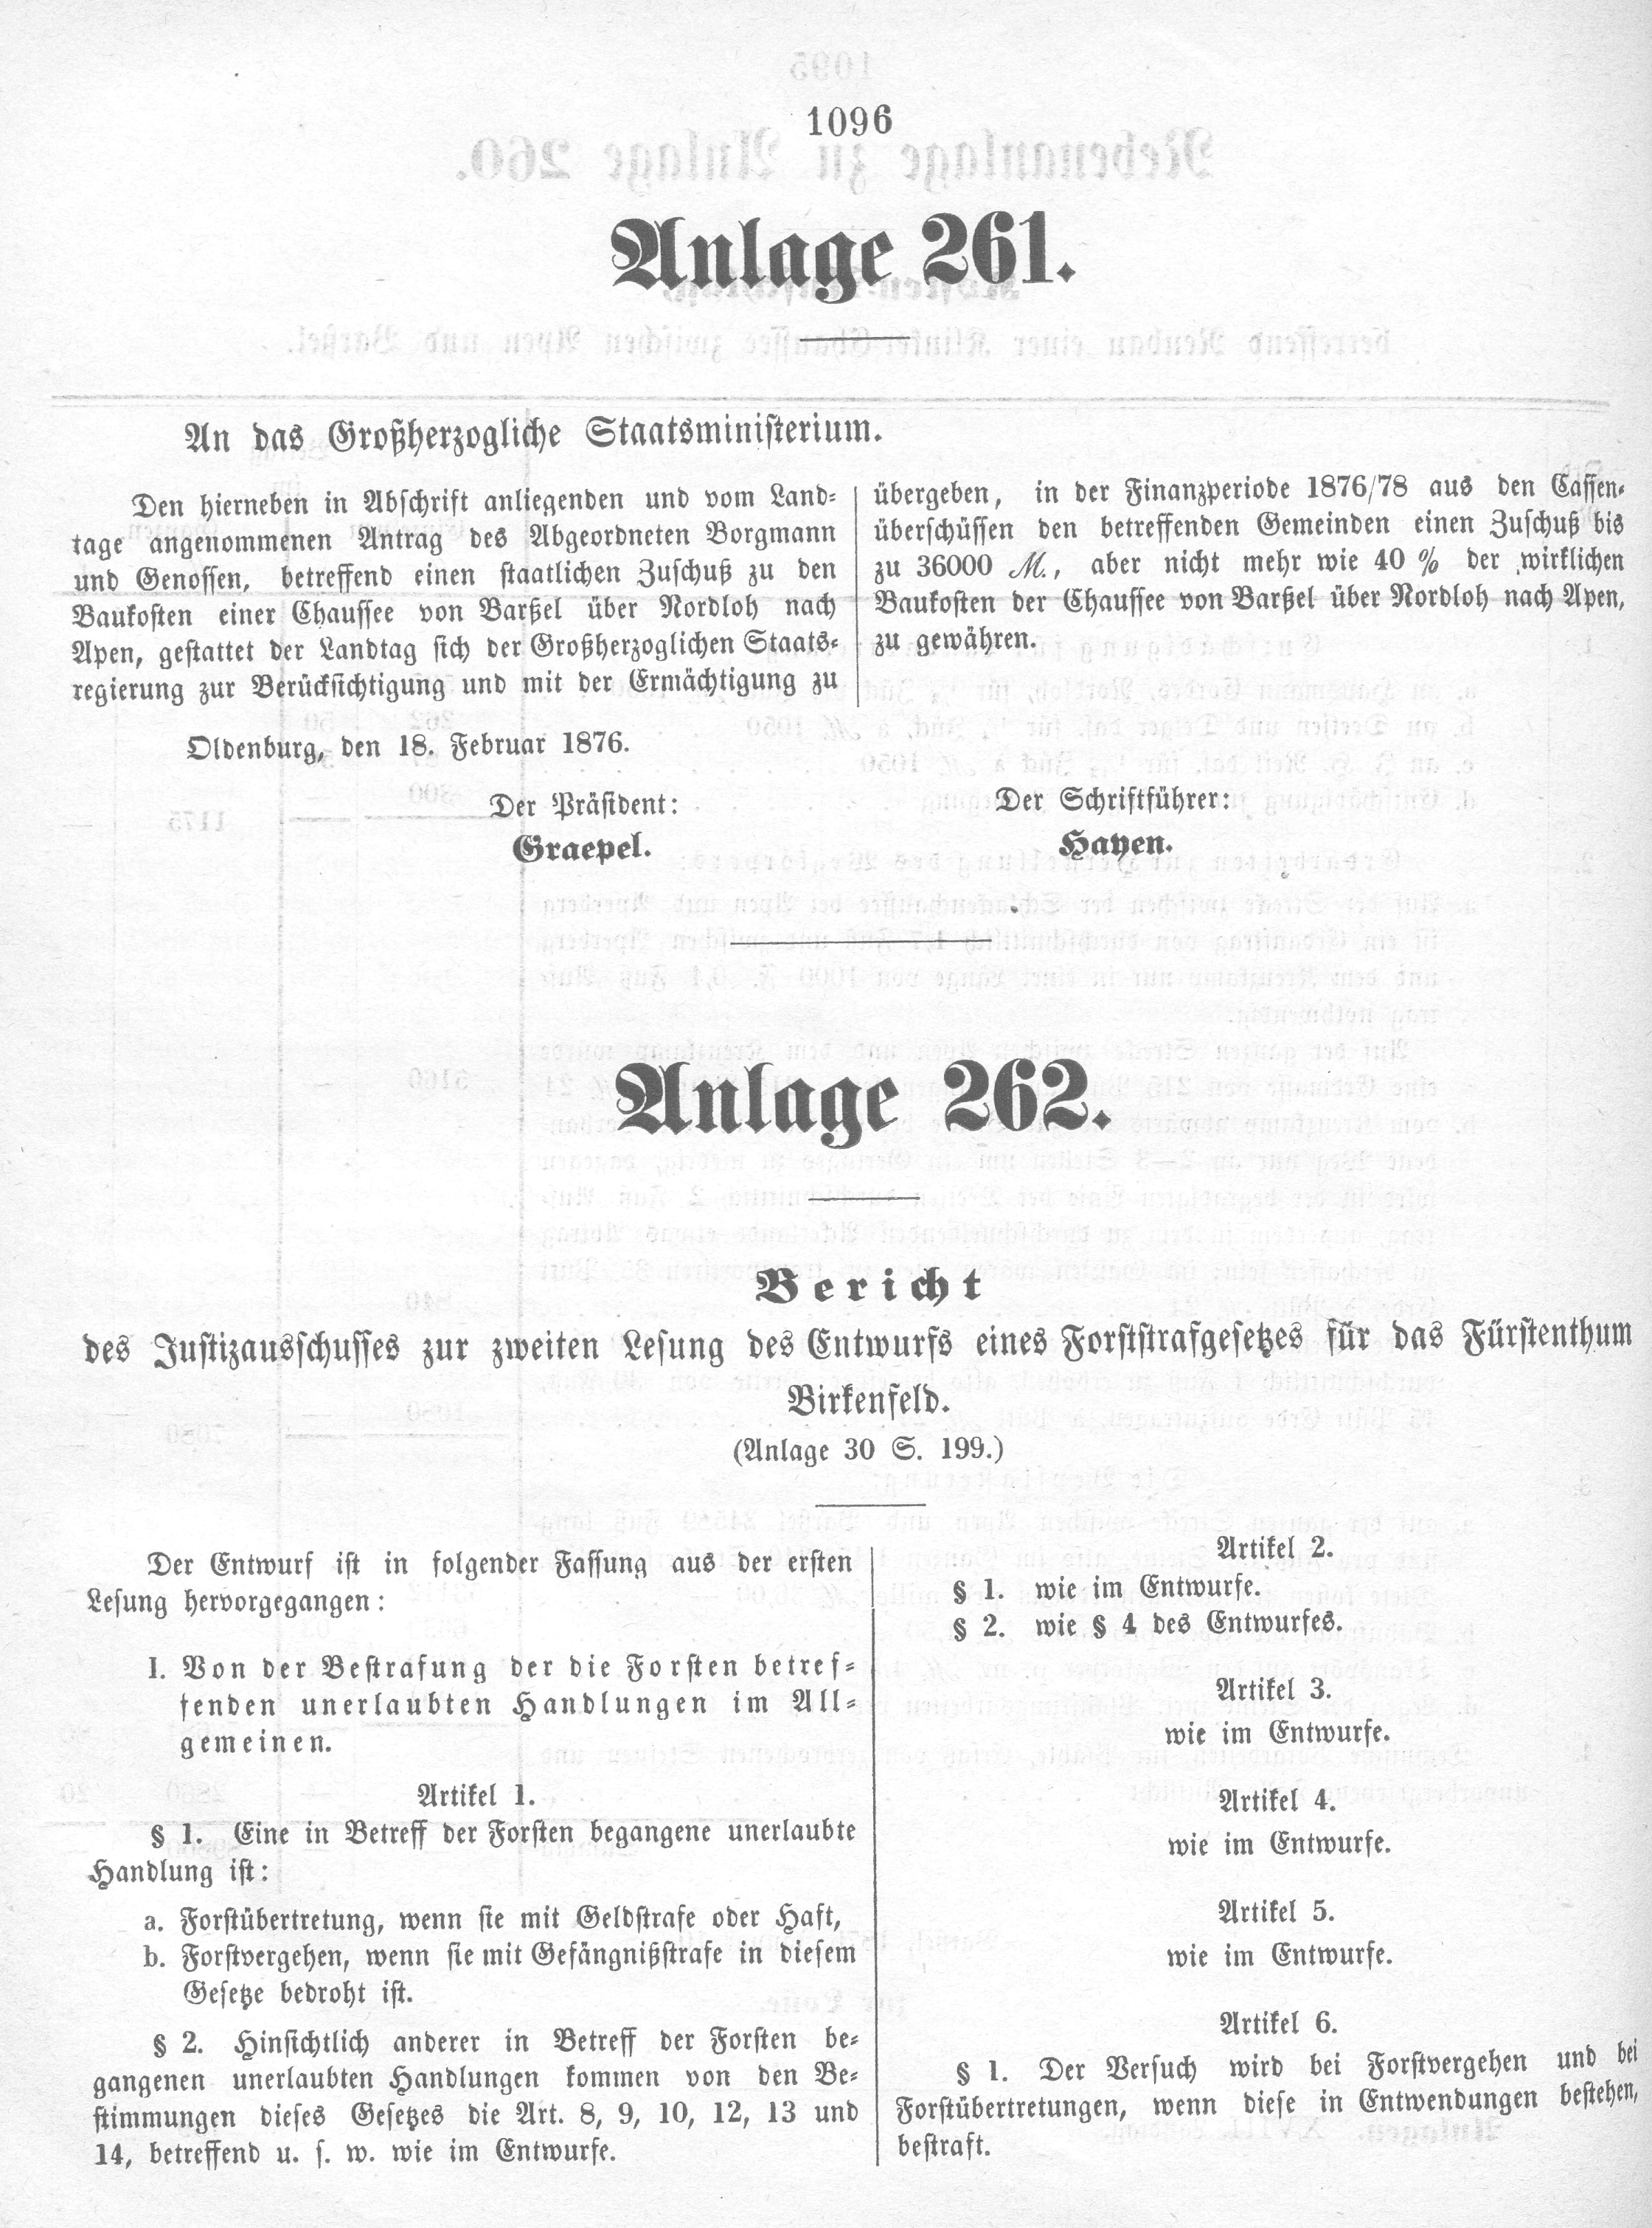 1096
Anlage 261.
An das Großherzogliche Staatsministerium.
Den hierneben in Abschrift anliegenden und vom Land-
tage angenommenen Antrag des Abgeordneten Borgmann
und Genossen, betreffend einen staatlichen Zuschuß zu den
Baukosten einer Chaussee von Barßel über Nordloh nach
Apen, gestattet der Landtag sich der Großherzoglichen Staats-
regierung zur Berücksichtigung und mit der Ermächtigung zu
übergeben, in der Finanzperiode 1876/78 aus den Cassen-
überschüssen den betreffenden Gemeinden einen Zuschuß bis
zu 36000 M., aber nicht mehr wie 40 % der wirklichen
Baukosten der Chaussee von Barßel über Nordloh nach Apen,
zu gewähren.
Oldenburg, den 18. Februar 1876.
Der Präsident:
Graepel.
Der Schriftführer:
Hayen.
Anlage 262.
Bericht
des Justizausschusses zur zweiten Lesung des Entwurfs eines Forststrafgesetzes für das Fürstenthum
Birkenfeld.
(Anlage 30 S. 199.)
Der Entwurf ist in folgender Fassung aus der ersten
Lesung hervorgegangen:
I. Von der Bestrafung der die Forsten betref-
fenden unerlaubten Handlungen im All-
gemeinen.
Artikel 1.
§ 1. Eine in Betreff der Forsten begangene unerlaubte
Handlung ist:
a. Forstübertretung, wenn sie mit Geldstrafe oder Haft,
b. Forstvergehen, wenn sie mit Gefängnißstrafe in diesem
Gesetze bedroht ist.
§ 2. Hinsichtlich anderer in Betreff der Forsten be-
gangenen unerlaubten Handlungen kommen von den Be-
stimmungen dieses Gesetzes die Art. 8, 9, 10, 12, 13 und
14, betreffend u. s. w. wie im Entwurfe.
Artikel 2.
§ 1. wie im Entwurfe.
§ 2. wie § 4 des Entwurfes.
Artikel 3.
wie im Entwurfe.
Artikel 4.
wie im Entwurfe.
Artikel 5.
wie im Entwurfe.
Artikel 6.
§ 1. Der Versuch wird bei Forstvergehen und bei
Forstübertretungen, wenn diese in Entwendungen bestehen,
bestraft.